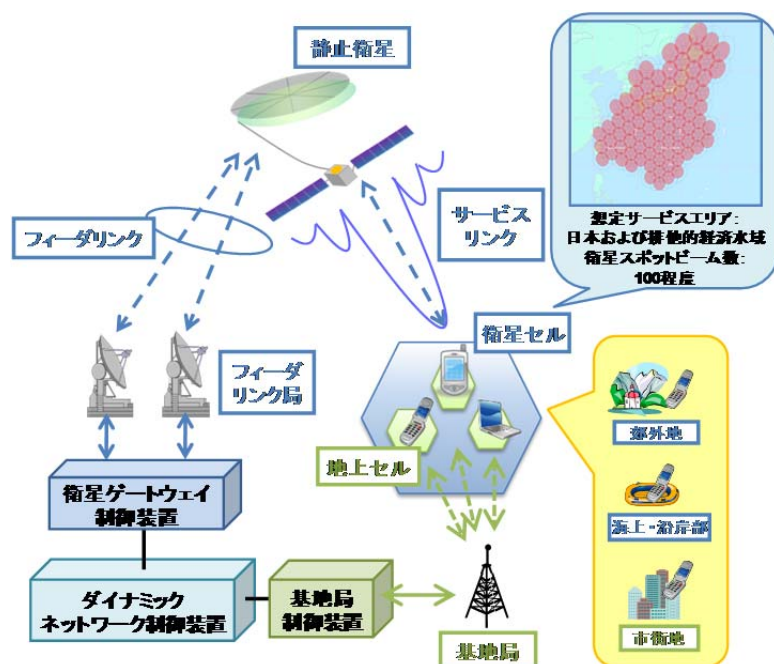 静止衛星
フィーダリンク
サービス
リンク
想定サービスエリア:
日本および排他的経済水域
衛星スポットビーム数:
100程度
衛星セル
フィーダ
リンク局
地上セル
郊外地
海上・沿岸部
市街地
衛星ゲートウェイ
制御装置
ダイナミック
ネットワーク制御装置
基地局
制御装置
基地局